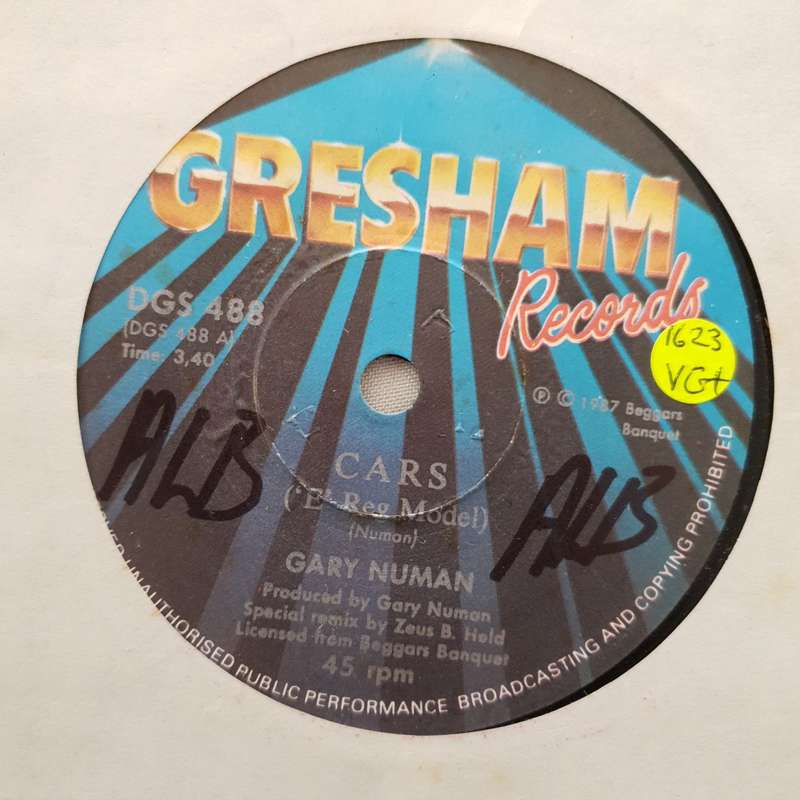 GRESHAM
Records
DGS 488
(DGS 488 A)
Time: 3,40
1623
VG+
℗ © 1987 Beggars
Banquet
ALB
ALB
CARS
('E' Reg Model)
(Numan)
GARY NUMAN
Produced by Gary Numan
Special remix by Zeus B. Held
Licensed from Beggars Banquet
45 rpm
UNAUTHORISED PUBLIC PERFORMANCE BROADCASTING AND COPYING PROHIBITED